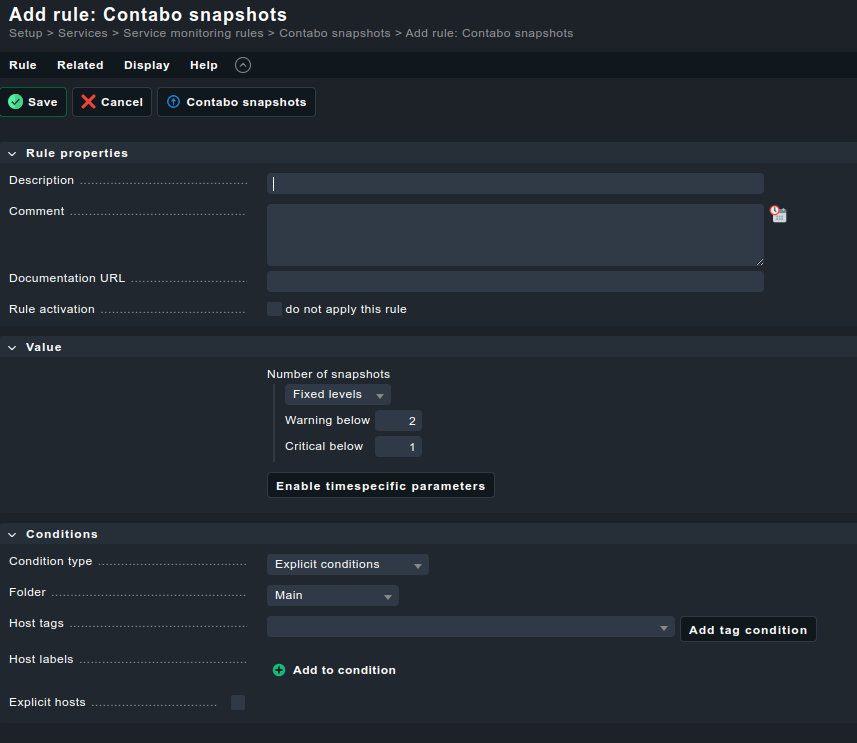 Add rule: Contabo snapshots
Setup > Services > Service monitoring rules > Contabo snapshots > Add rule: Contabo snapshots
Rule Related Display Help
Save Cancel Contabo snapshots
Rule properties
Description
Comment
Documentation URL
Rule activation do not apply this rule
Value
Number of snapshots
Fixed levels
Warning below 2
Critical below 1
Enable timespecific parameters
Conditions
Condition type Explicit conditions
Folder Main
Host tags Add tag condition
Host labels Add to condition
Explicit hosts